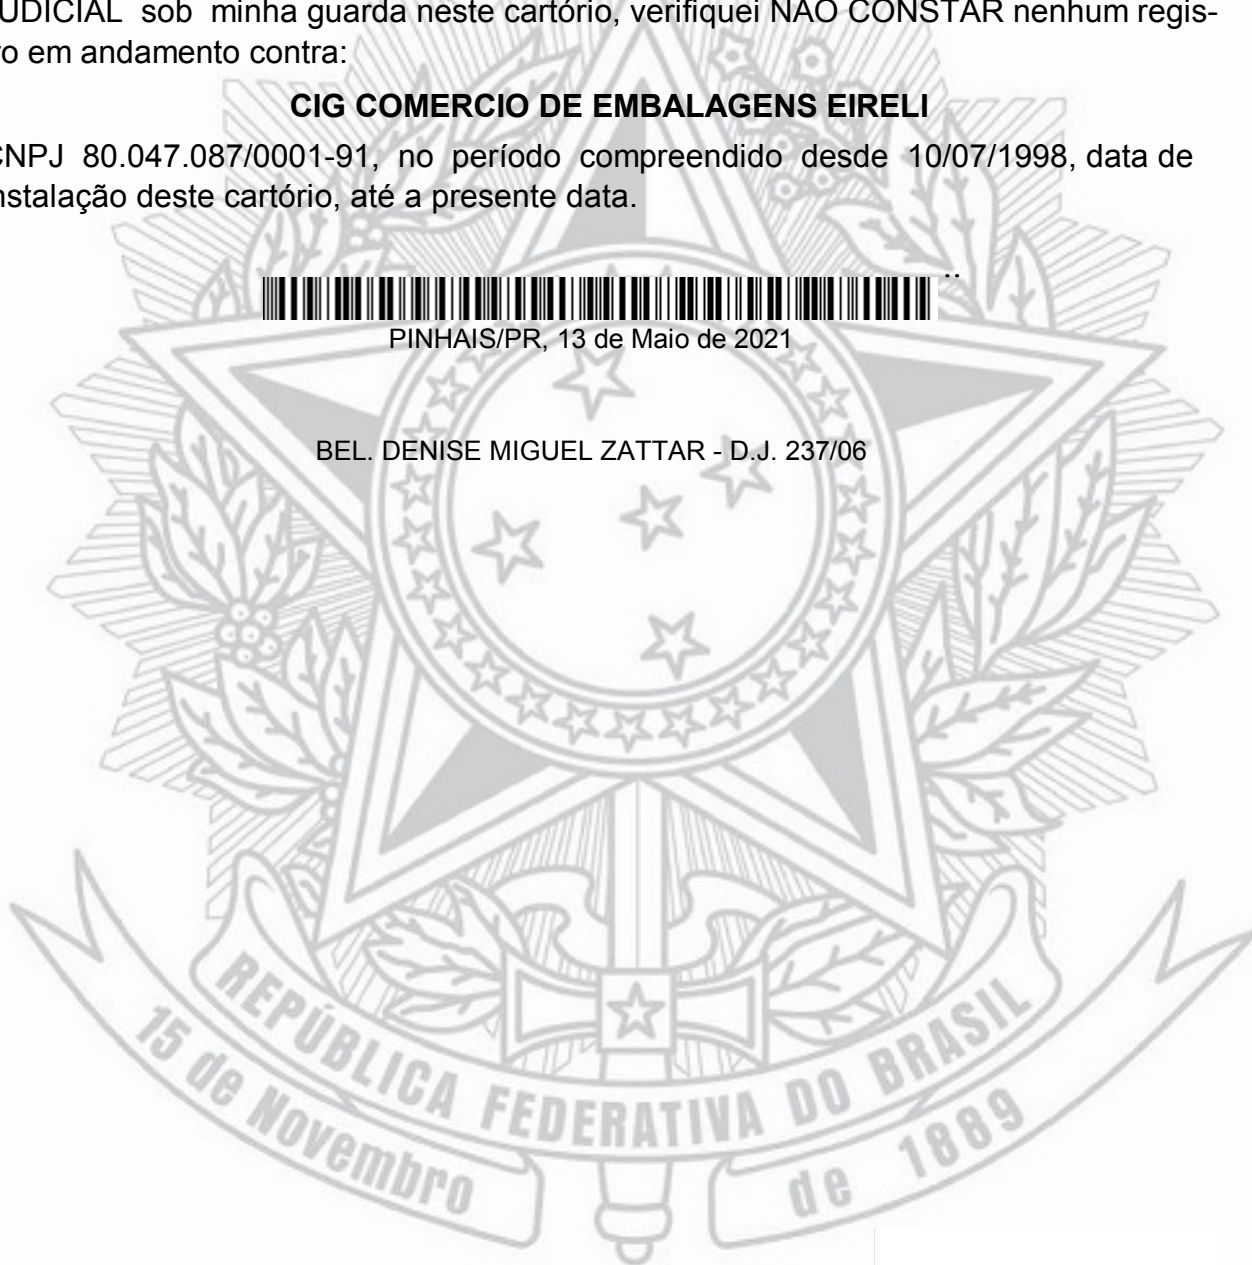 UDICIAL sob minha guarda neste cartório, verifiquei NÃO CONSTAR nenhum regis-
o em andamento contra:
CIG COMERCIO DE EMBALAGENS EIRELI
CNPJ 80.047.087/0001-91, no período compreendido desde 10/07/1998, data de
nstalação deste cartório, até a presente data.
..
PINHAIS/PR, 13 de Maio de 2021
BEL. DENISE MIGUEL ZATTAR - D.J. 237/06
REPÚBLICA FEDERATIVA DO BRASIL
15 de Novembro de 1889